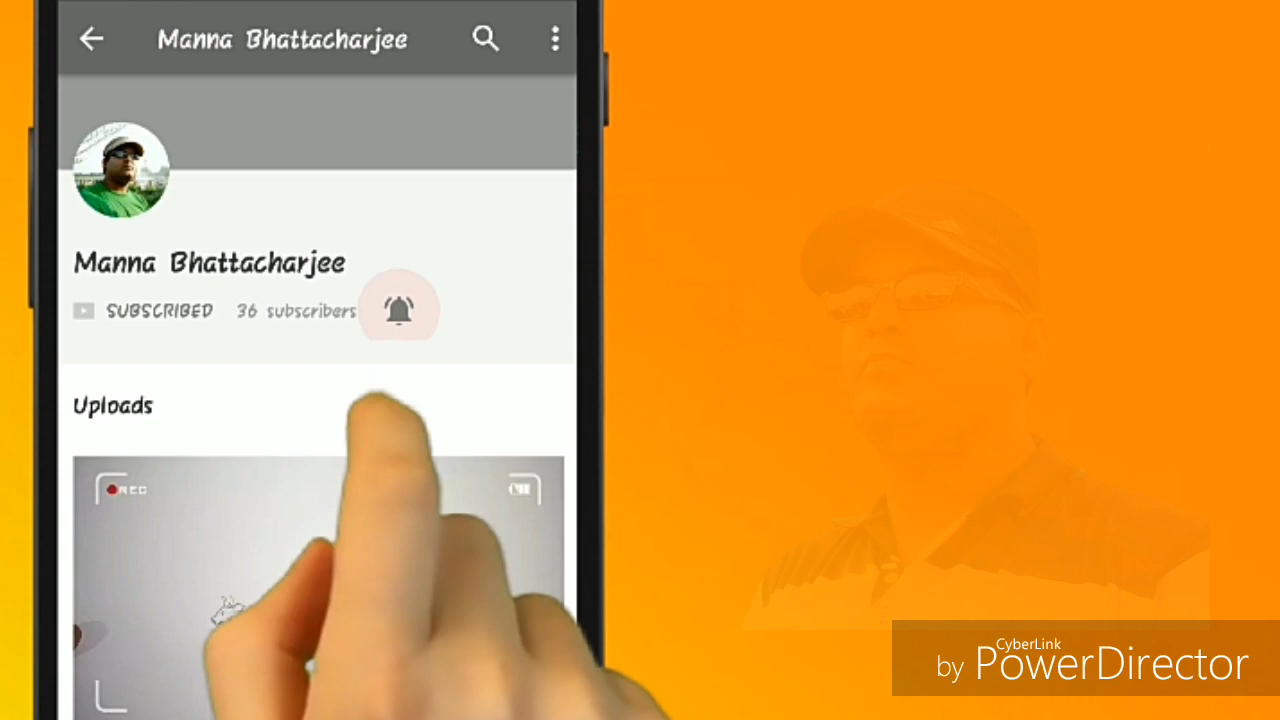 Manna Bhattacharjee
Manna Bhattacharjee
SUBSCRIBED 36 subscribers
Uploads
REC
CyberLink
by PowerDirector